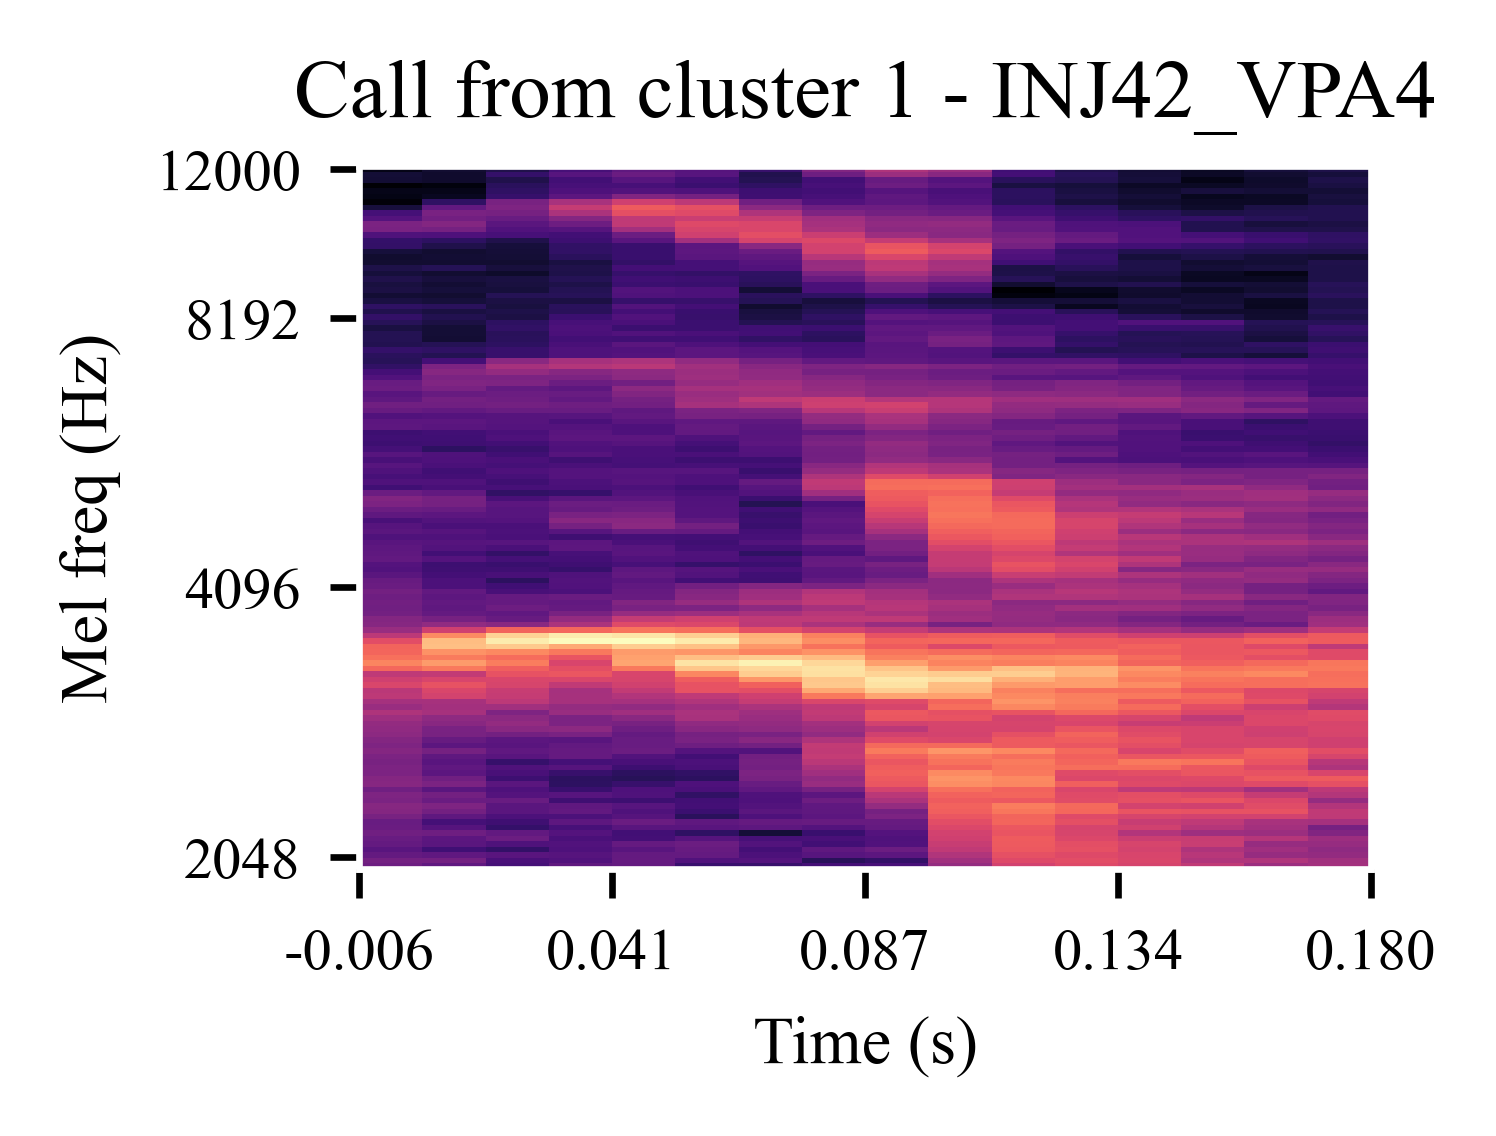 Call from cluster 1 - INJ42_VPA4
12000
8192
4096
2048
Mel freq (Hz)
-0.006 0.041 0.087 0.134 0.180
Time (s)